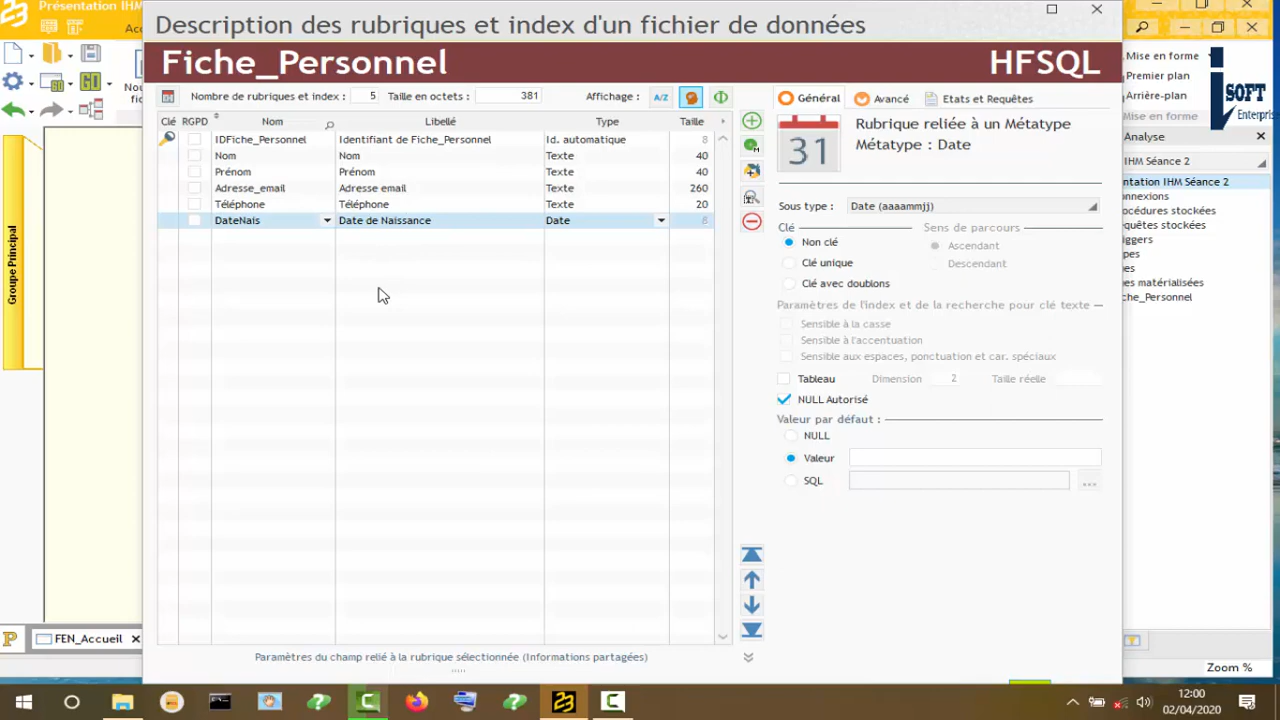 Présentation IHM
Description des rubriques et index d'un fichier de données
Fiche_Personnel HFSQL
Nombre de rubriques et index : 5 Taille en octets : 381 Affichage : A/Z
Clé RGPD Nom Libellé Type Taille
IDFiche_Personnel Identifiant de Fiche_Personnel Id. automatique 8
Nom Nom Texte 40
Prénom Prénom Texte 40
Adresse_email Adresse email Texte 260
Téléphone Téléphone Texte 20
DateNais Date de Naissance Date 8
Paramètres du champ relié à la rubrique sélectionnée (Informations partagées)
Général Avancé Etats et Requêtes
31
Rubrique reliée à un Métatype
Métatype : Date
Sous type : Date (aaaammjj)
Clé Sens de parcours
Non clé Ascendant
Clé unique Descendant
Clé avec doublons
Paramètres de l'index et de la recherche pour clé texte
Sensible à la casse
Sensible à l'accentuation
Sensible aux espaces, ponctuation et car. spéciaux
Tableau Dimension 2 Taille réelle
NULL Autorisé
Valeur par défaut :
NULL
Valeur
SQL ...
Groupe Principal
GO GO
FEN_Accueil
Mise en forme
Premier plan
Arrière-plan
Mise en forme
iSOFT
Enterprise
Analyse
IHM Séance 2
ntation IHM Séance 2
nnexions
océdures stockées
quêtes stockées
ggers
pes
es
es matérialisées
che_Personnel
Zoom %
12:00
02/04/2020